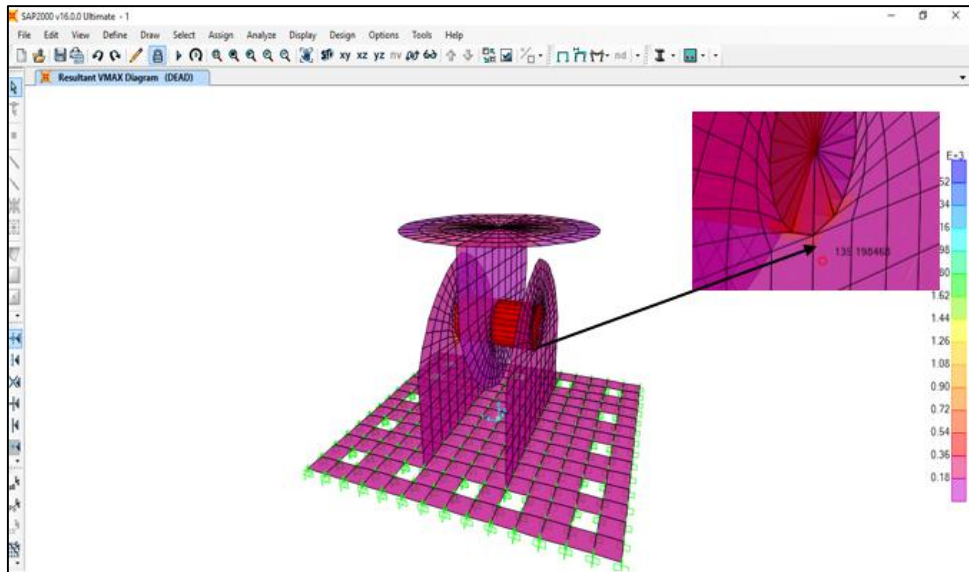 SAP2000 v16.0.0 Ultimate - 1
File Edit View Define Draw Select Assign Analyze Display Design Options Tools Help
xy xz yz nv nd
Resultant VMAX Diagram (DEAD)
E+3
52
34
16
98
80
1.62
1.44
1.26
1.08
0.90
0.72
0.54
0.36
0.18